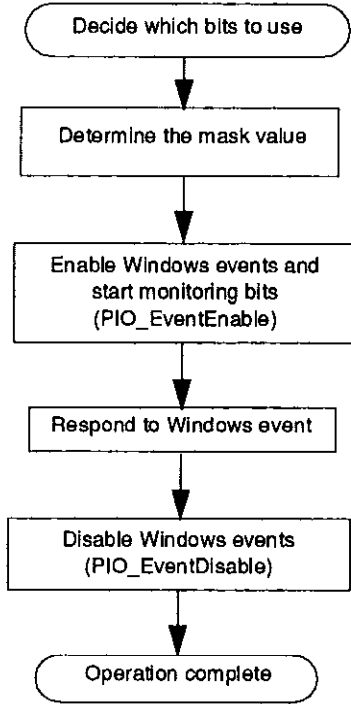 Decide which bits to use
Determine the mask value
Enable Windows events and
start monitoring bits
(PIO_EventEnable)
Respond to Windows event
Disable Windows events
(PIO_EventDisable)
Operation complete